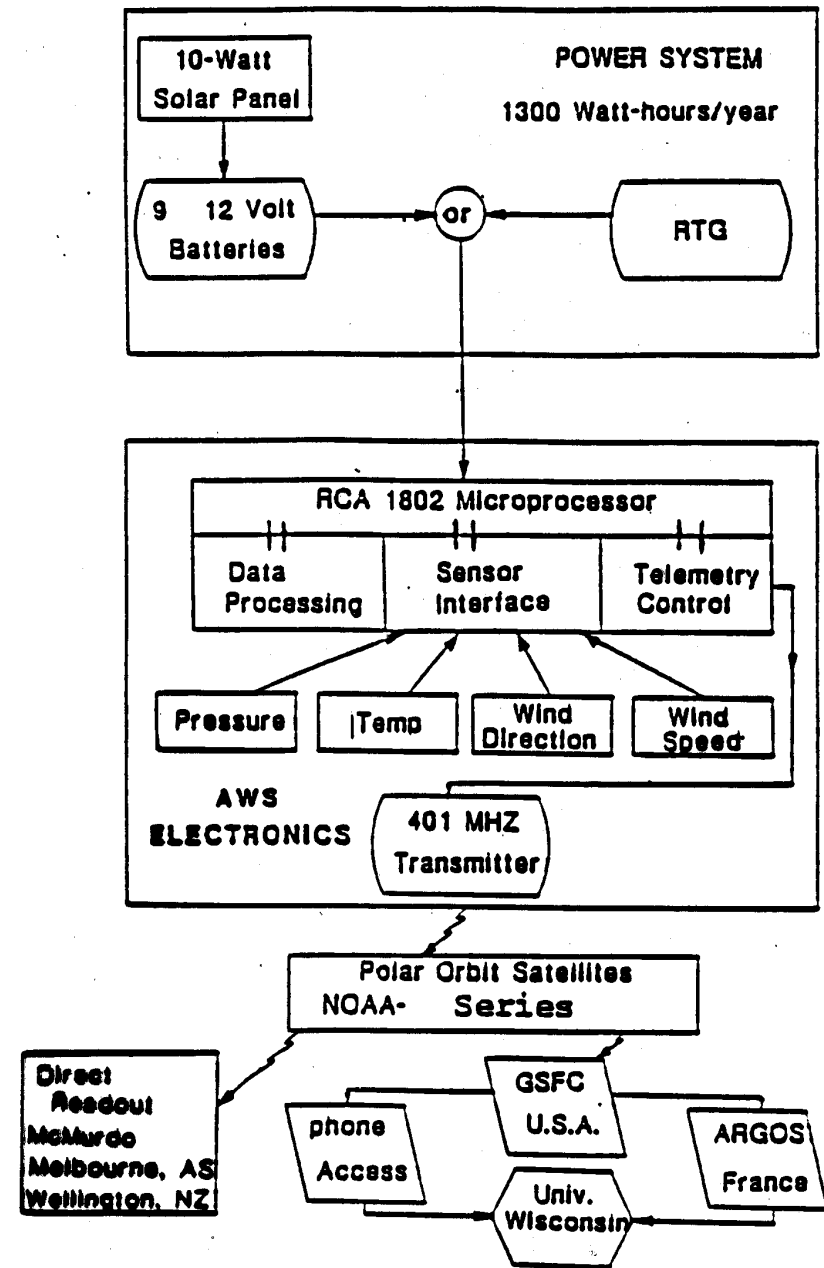 10-Watt
Solar Panel
POWER SYSTEM
1300 Watt-hours/year
9 12 Volt
Batteries
or
RTG
RCA 1802 Microprocessor
Data
Processing
Sensor
Interface
Telemetry
Control
Pressure
Temp
Wind
Direction
Wind
Speed
AWS
ELECTRONICS
401 MHZ
Transmitter
Polar Orbit Satellites
NOAA- Series
Direct
Readout
McMurdo
Melbourne, AS
Wellington, NZ
GSFC
U.S.A.
phone
Access
ARGOS
France
Univ.
Wisconsin